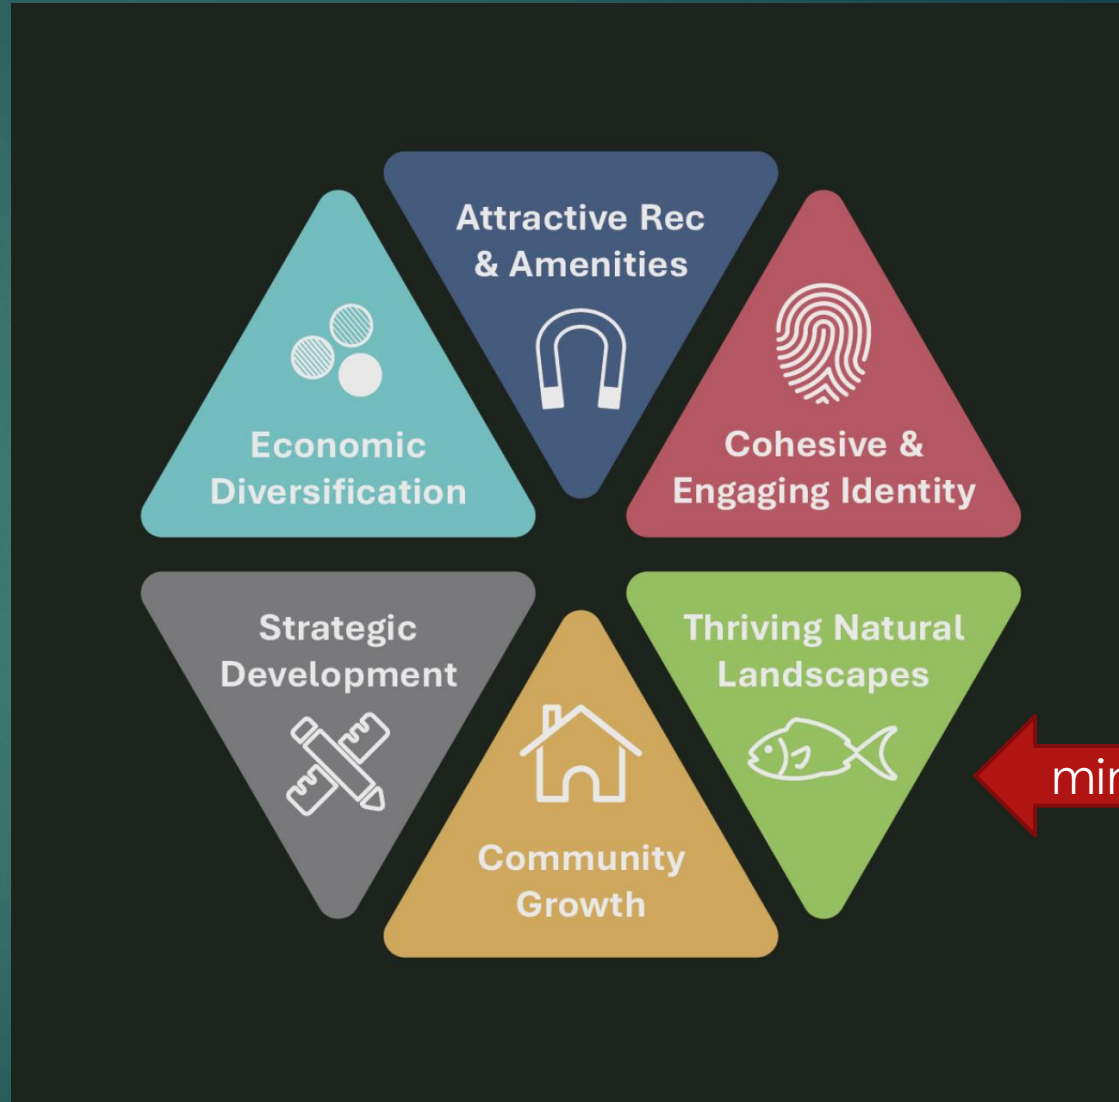 Attractive Rec
& Amenities
Economic
Diversification
Cohesive &
Engaging Identity
Strategic
Development
Thriving Natural
Landscapes
Community
Growth